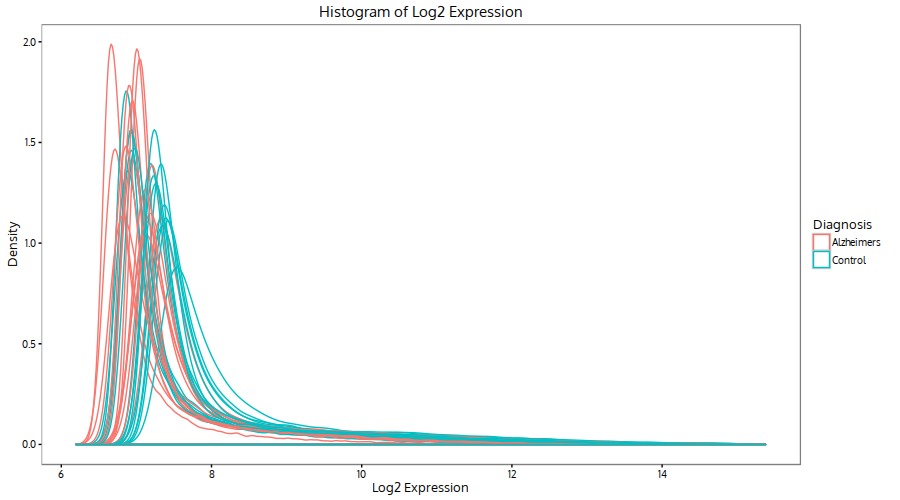 Histogram of Log2 Expression
2.0
1.5
1.0
0.5
0.0
Density
6
8
10
12
14
Log2 Expression
Diagnosis
Alzheimers
Control